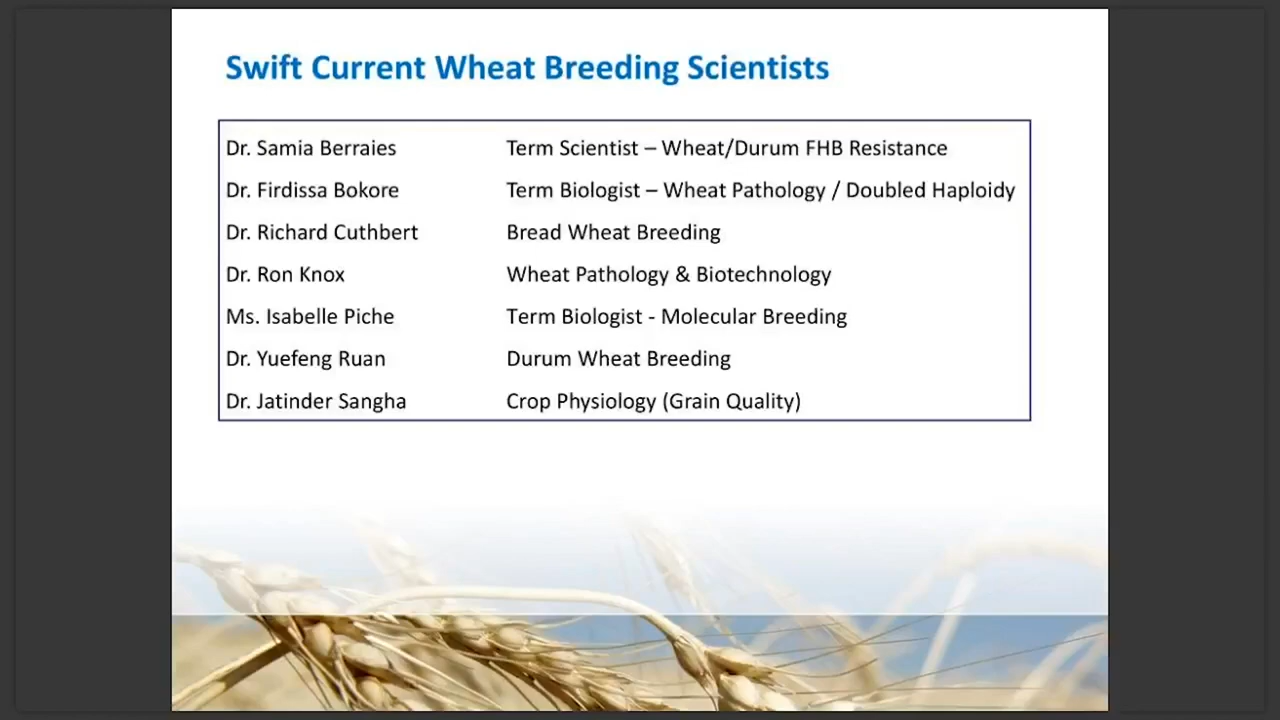 Swift Current Wheat Breeding Scientists
Dr. Samia Berraies Term Scientist – Wheat/Durum FHB Resistance
Dr. Firdissa Bokore Term Biologist – Wheat Pathology / Doubled Haploidy
Dr. Richard Cuthbert Bread Wheat Breeding
Dr. Ron Knox Wheat Pathology & Biotechnology
Ms. Isabelle Piche Term Biologist - Molecular Breeding
Dr. Yuefeng Ruan Durum Wheat Breeding
Dr. Jatinder Sangha Crop Physiology (Grain Quality)